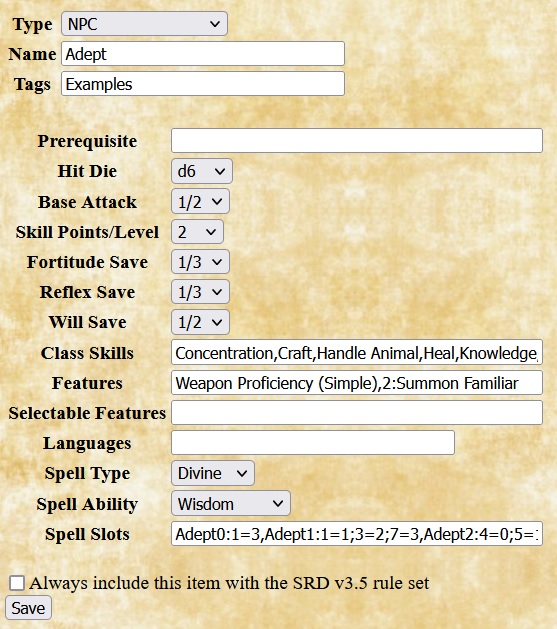 Type NPC
Name Adept
Tags Examples
Prerequisite
Hit Die d6
Base Attack 1/2
Skill Points/Level 2
Fortitude Save 1/3
Reflex Save 1/3
Will Save 1/2
Class Skills Concentration,Craft,Handle Animal,Heal,Knowledge,
Features Weapon Proficiency (Simple),2:Summon Familiar
Selectable Features
Languages
Spell Type Divine
Spell Ability Wisdom
Spell Slots Adept0:1=3,Adept1:1=1;3=2;7=3,Adept2:4=0;5=
Always include this item with the SRD v3.5 rule set
Save